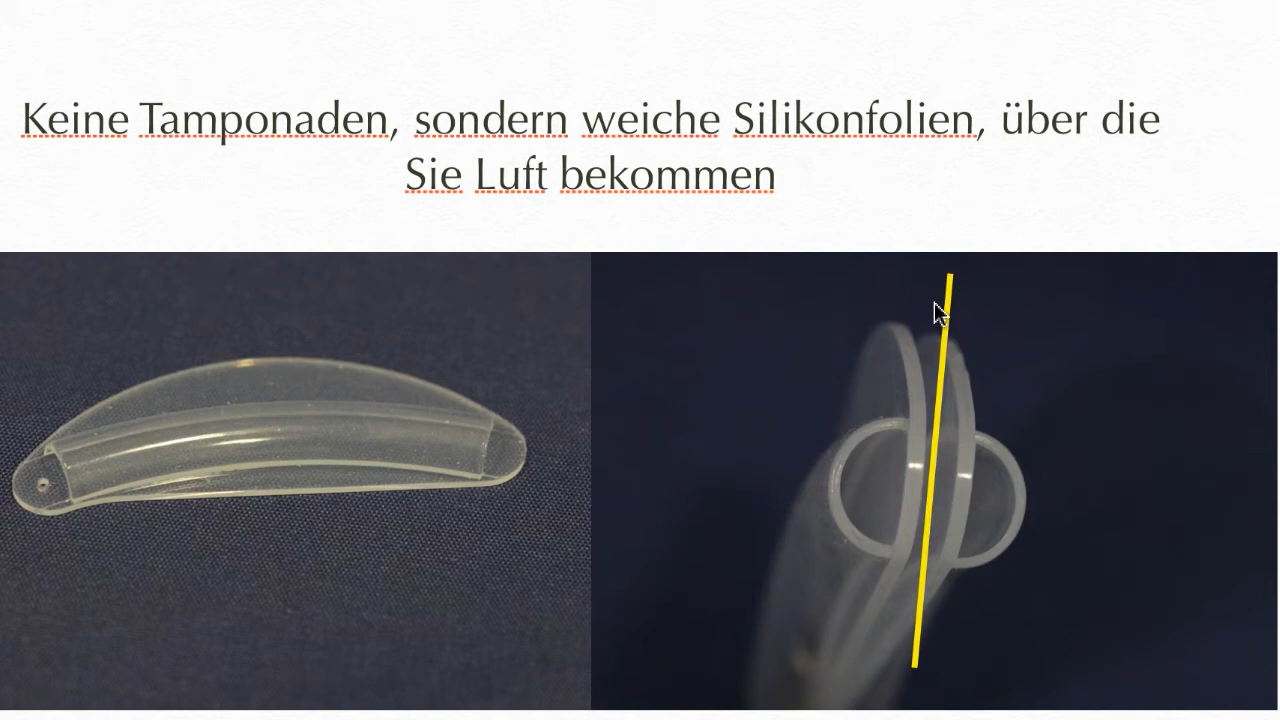 Keine Tamponaden, sondern weiche Silikonfolien, über die
Sie Luft bekommen